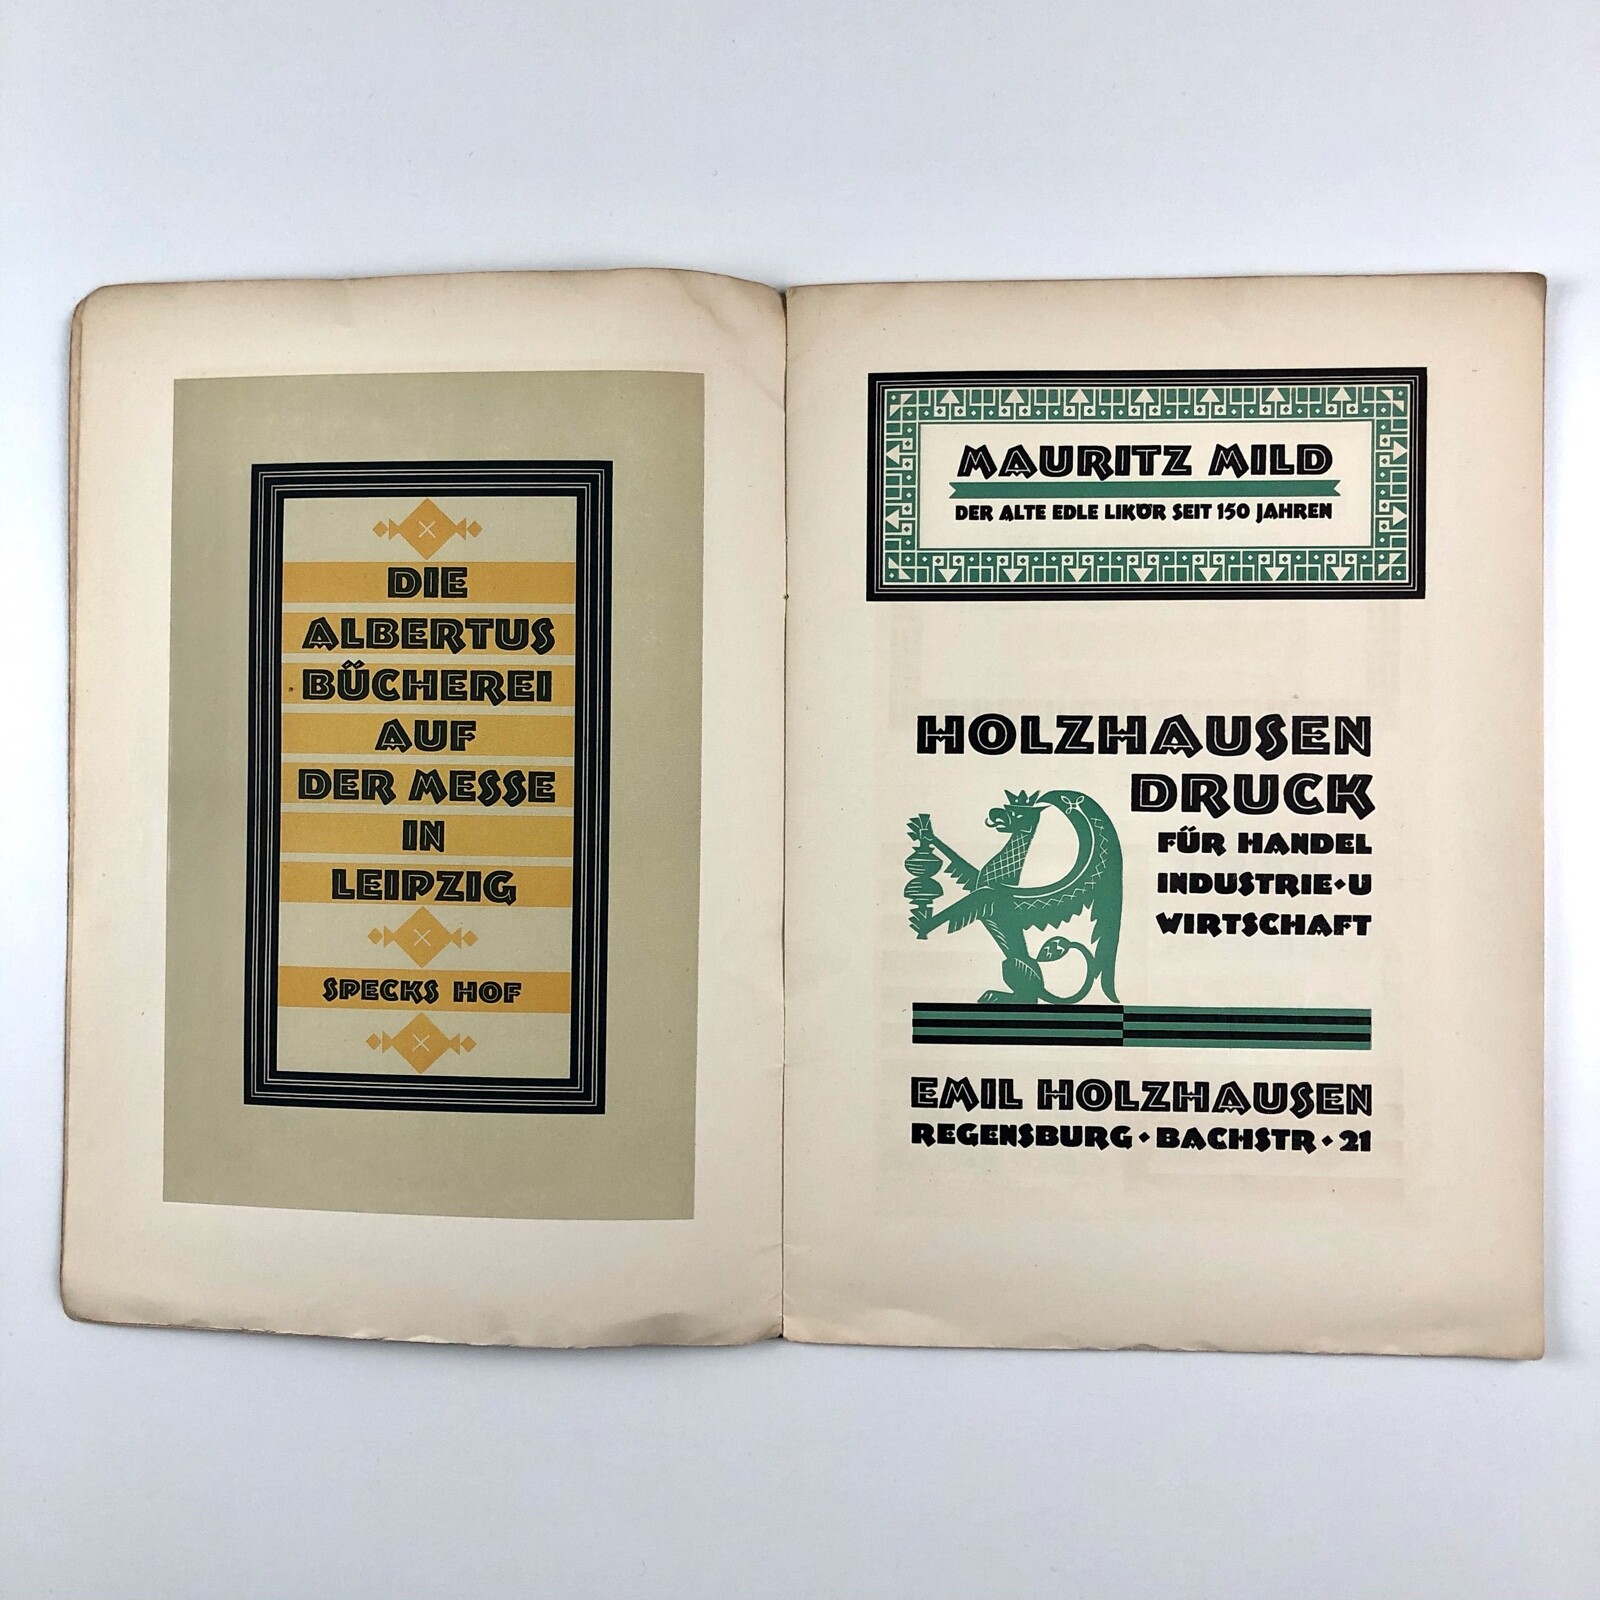 DIE
ALBERTUS
BÜCHEREI
AUF
DER MESSE
IN
LEIPZIG
SPECKS HOF
MAURITZ MILD
DER ALTE EDLE LIKÖR SEIT 150 JAHREN
HOLZHAUSEN
DRUCK
FÜR HANDEL
INDUSTRIE • U
WIRTSCHAFT
EMIL HOLZHAUSEN
REGENSBURG • BACHSTR • 21